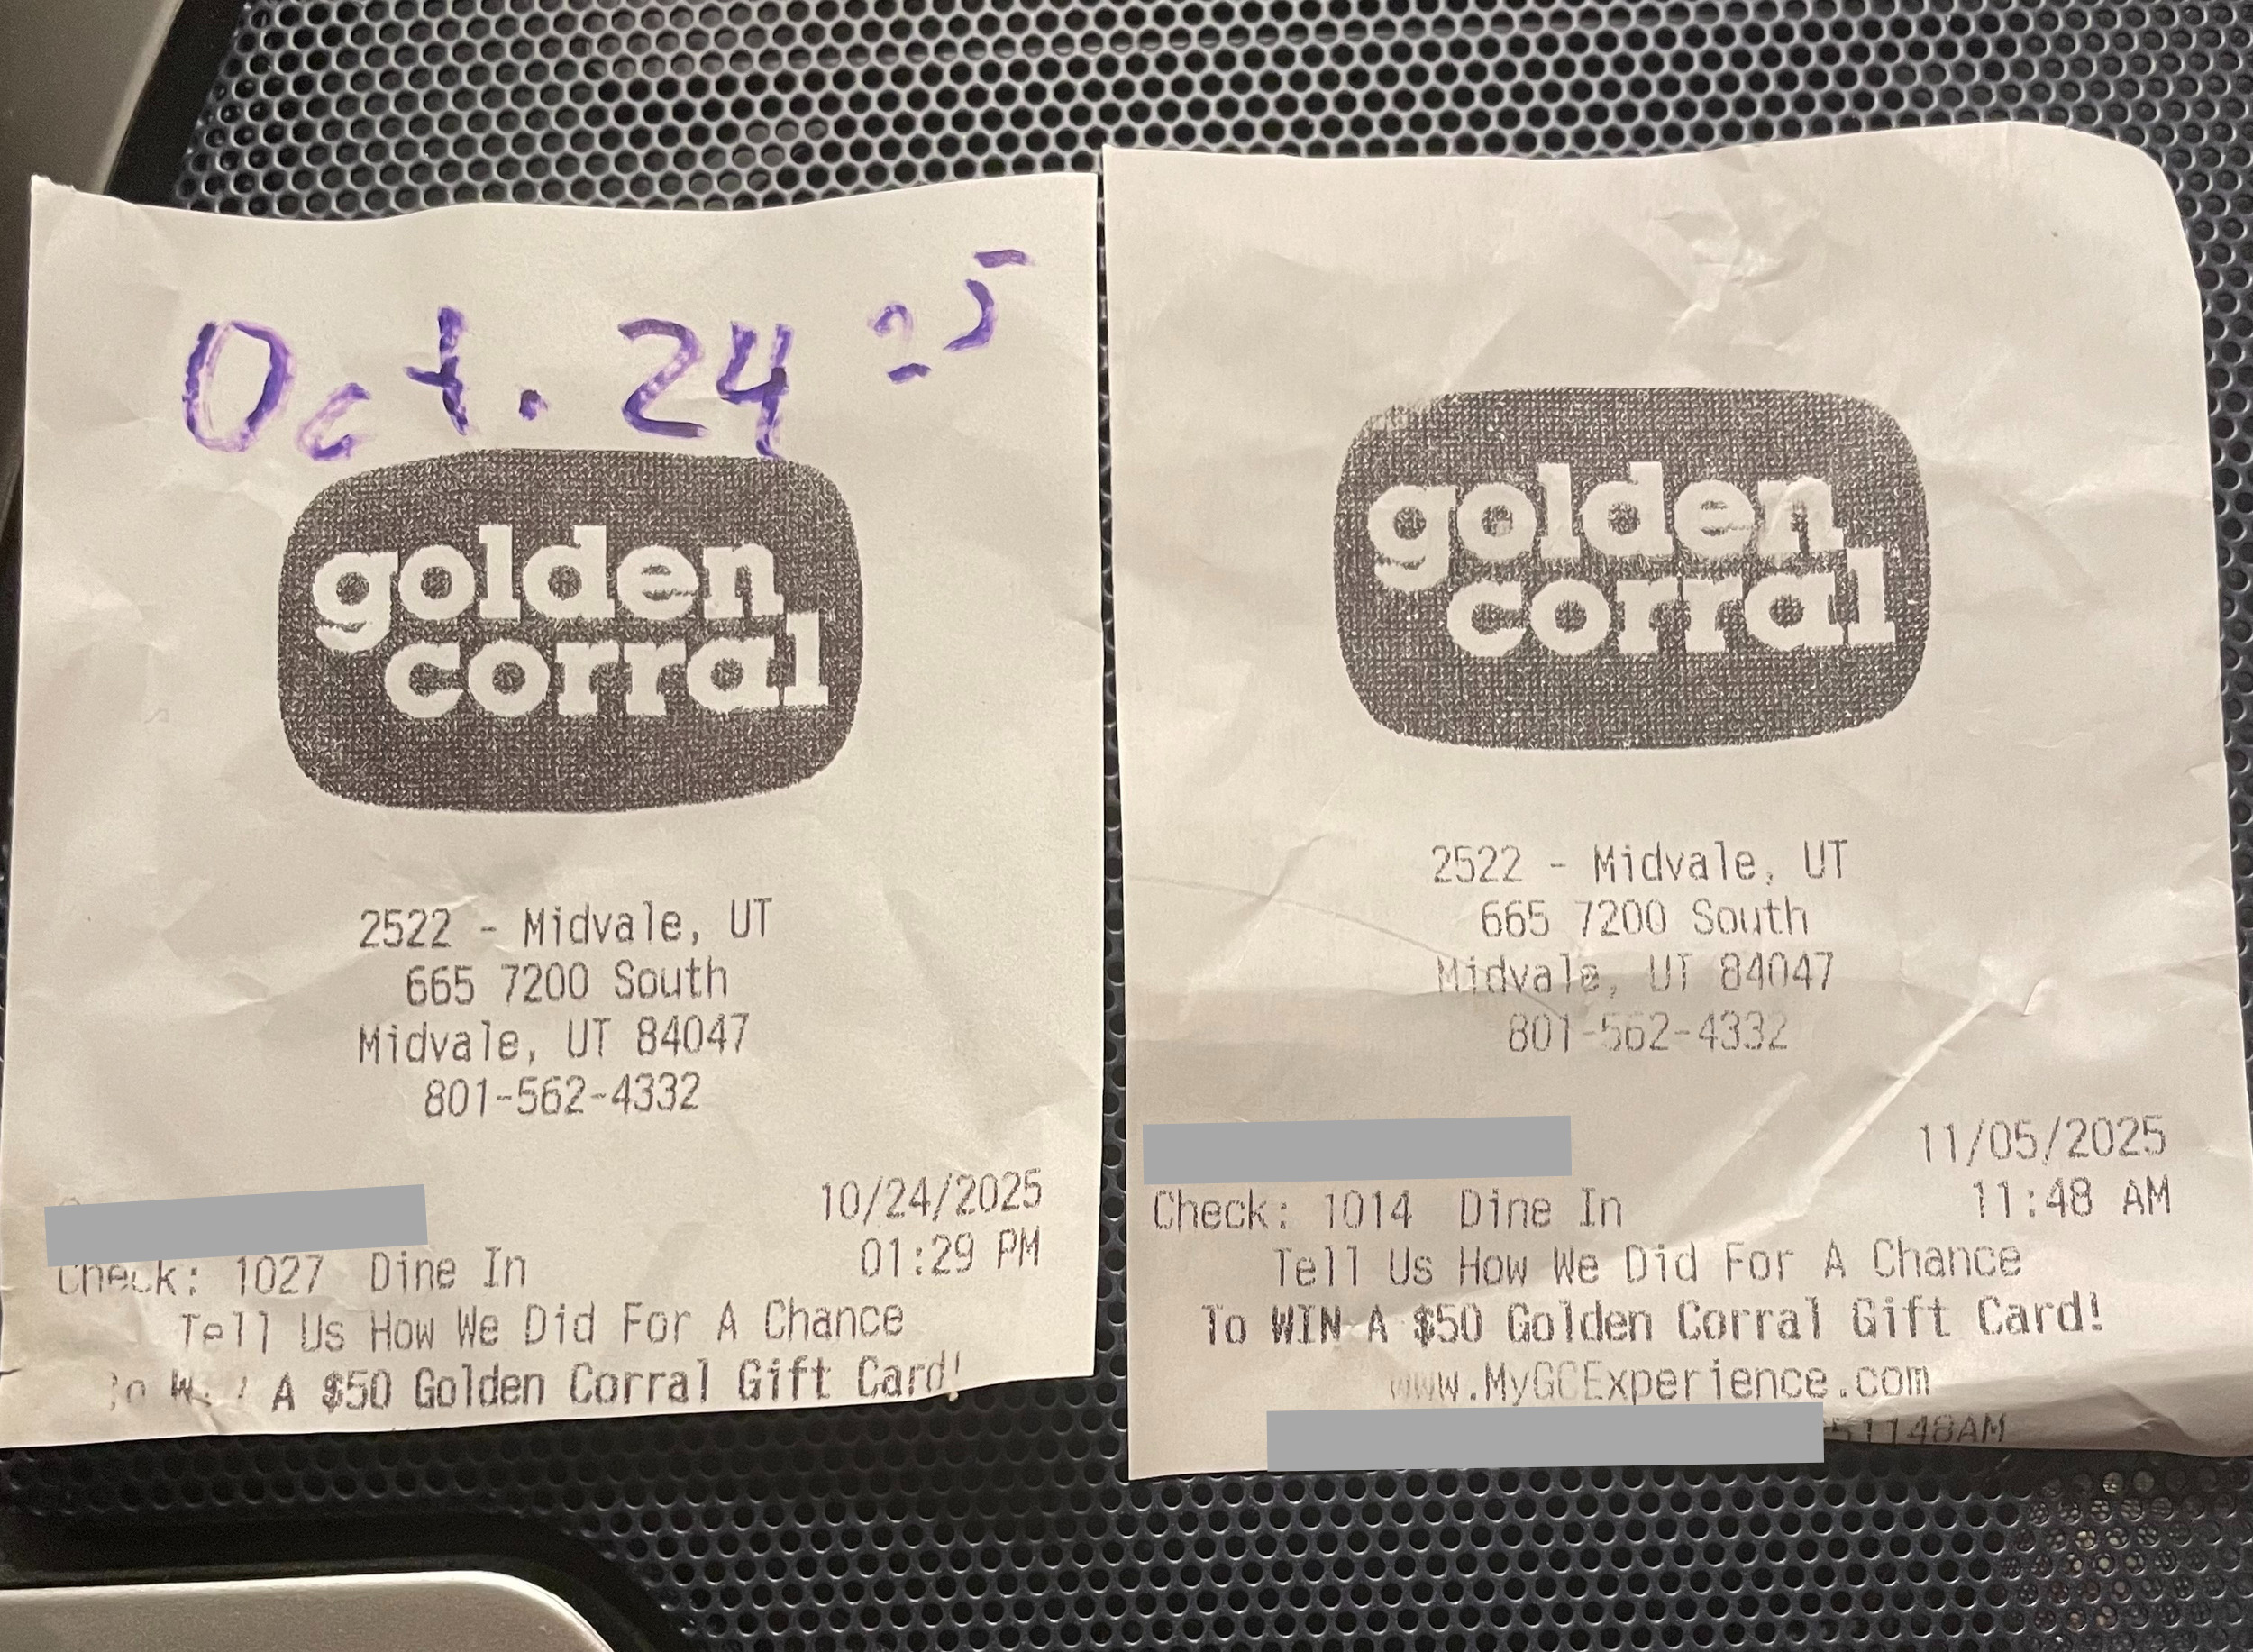 Oct. 24 25
golden
corral
2522 - Midvale, UT
665 7200 South
Midvale, UT 84047
801-562-4332
10/24/2025
Check: 1027 Dine In 01:29 PM
Tell Us How We Did For A Chance
A $50 Golden Corral Gift Card!
golden
corral
2522 - Midvale, UT
665 7200 South
Midvale, UT 84047
801-562-4332
11/05/2025
Check: 1014 Dine In 11:48 AM
Tell Us How We Did For A Chance
To WIN A $50 Golden Corral Gift Card!
www.MyGCExperience.com
51148AM